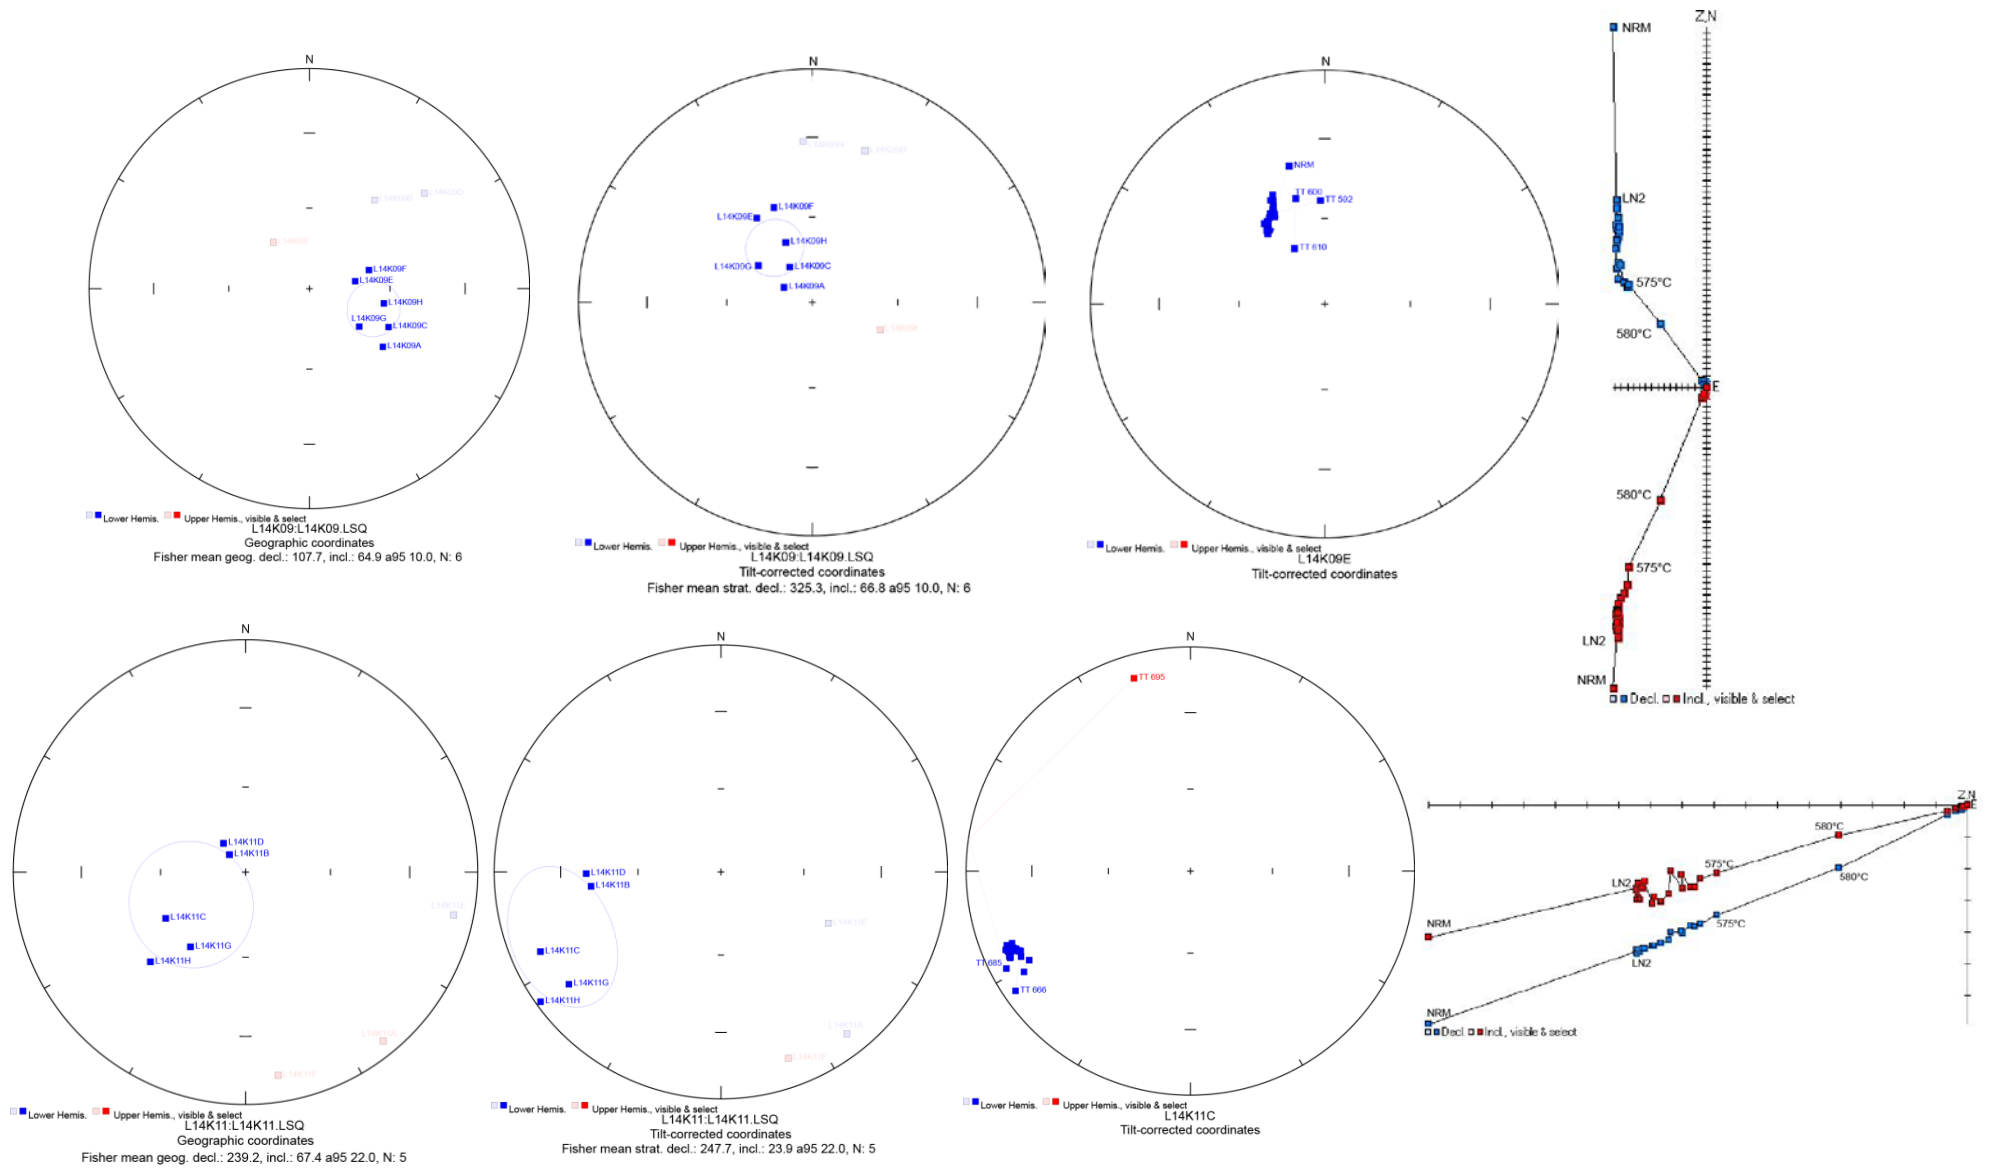 N
L14K09D
L14K09B
L14K09F
L14K09E
L14K09H
L14K09G
L14K09C
L14K09A
Lower Hemis. Upper Hemis., visible & select
L14K09:L14K09.LSQ
Geographic coordinates
Fisher mean geog. decl.: 107.7, incl.: 64.9 a95 10.0, N: 6
N
L14K09F
L14K09E
L14K09H
L14K09G
L14K09C
L14K09A
Lower Hemis. Upper Hemis., visible & select
L14K09:L14K09.LSQ
Tilt-corrected coordinates
Fisher mean strat. decl.: 325.3, incl.: 66.8 a95 10.0, N: 6
N
NRM
TT 600
TT 592
TT 610
Lower Hemis. Upper Hemis., visible & select
L14K09E
Tilt-corrected coordinates
Z,N
NRM
LN2
575°C
580°C
E
580°C
575°C
LN2
NRM
Decl. Incl., visible & select
N
L14K11D
L14K11B
L14K11E
L14K11C
L14K11G
L14K11H
L14K11A
L14K11F
Lower Hemis. Upper Hemis., visible & select
L14K11:L14K11.LSQ
Geographic coordinates
Fisher mean geog. decl.: 239.2, incl.: 67.4 a95 22.0, N: 5
N
L14K11D
L14K11B
L14K11E
L14K11C
L14K11G
L14K11H
L14K11A
L14K11F
Lower Hemis. Upper Hemis., visible & select
L14K11:L14K11.LSQ
Tilt-corrected coordinates
Fisher mean strat. decl.: 247.7, incl.: 23.9 a95 22.0, N: 5
N
TT 695
TT 685
TT 666
Lower Hemis. Upper Hemis., visible & select
L14K11C
Tilt-corrected coordinates
Z,N
E
580°C
575°C
580°C
LN2
575°C
NRM
LN2
NRM
Decl. Incl., visible & select